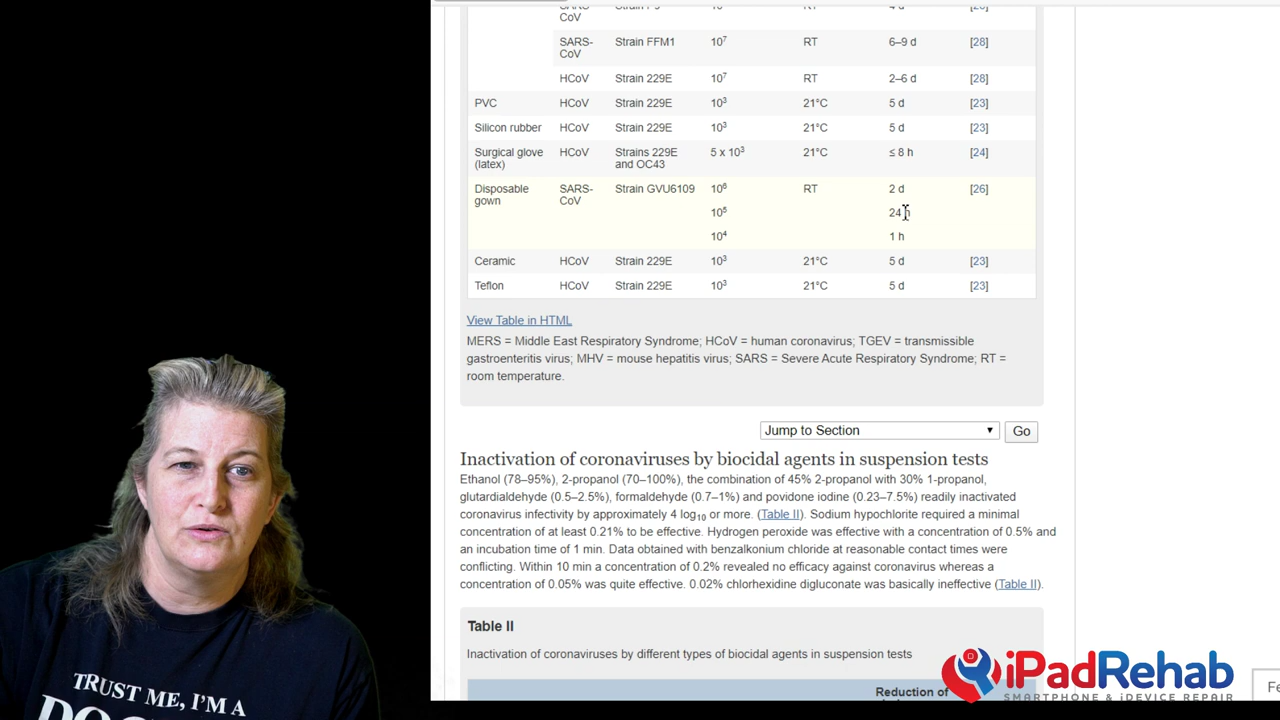 CoV
SARS-CoV Strain FFM1 10⁷ RT 6–9 d [28]
HCoV Strain 229E 10⁷ RT 2–6 d [28]
PVC HCoV Strain 229E 10³ 21°C 5 d [23]
Silicon rubber HCoV Strain 229E 10³ 21°C 5 d [23]
Surgical glove (latex) HCoV Strains 229E and OC43 5 x 10³ 21°C ≤ 8 h [24]
Disposable gown SARS-CoV Strain GVU6109 10⁶ RT 2 d [26]
10⁵ 24 h
10⁴ 1 h
Ceramic HCoV Strain 229E 10³ 21°C 5 d [23]
Teflon HCoV Strain 229E 10³ 21°C 5 d [23]
View Table in HTML
MERS = Middle East Respiratory Syndrome; HCoV = human coronavirus; TGEV = transmissible
gastroenteritis virus; MHV = mouse hepatitis virus; SARS = Severe Acute Respiratory Syndrome; RT =
room temperature.
Jump to Section Go
Inactivation of coronaviruses by biocidal agents in suspension tests
Ethanol (78–95%), 2-propanol (70–100%), the combination of 45% 2-propanol with 30% 1-propanol,
glutardialdehyde (0.5–2.5%), formaldehyde (0.7–1%) and povidone iodine (0.23–7.5%) readily inactivated
coronavirus infectivity by approximately 4 log₁₀ or more. (Table II). Sodium hypochlorite required a minimal
concentration of at least 0.21% to be effective. Hydrogen peroxide was effective with a concentration of 0.5% and
an incubation time of 1 min. Data obtained with benzalkonium chloride at reasonable contact times were
conflicting. Within 10 min a concentration of 0.2% revealed no efficacy against coronavirus whereas a
concentration of 0.05% was quite effective. 0.02% chlorhexidine digluconate was basically ineffective (Table II).
Table II
Inactivation of coronaviruses by different types of biocidal agents in suspension tests
Reduction of
TRUST ME, I'M A
iPadRehab
SMARTPHONE & iDEVICE REPAIR